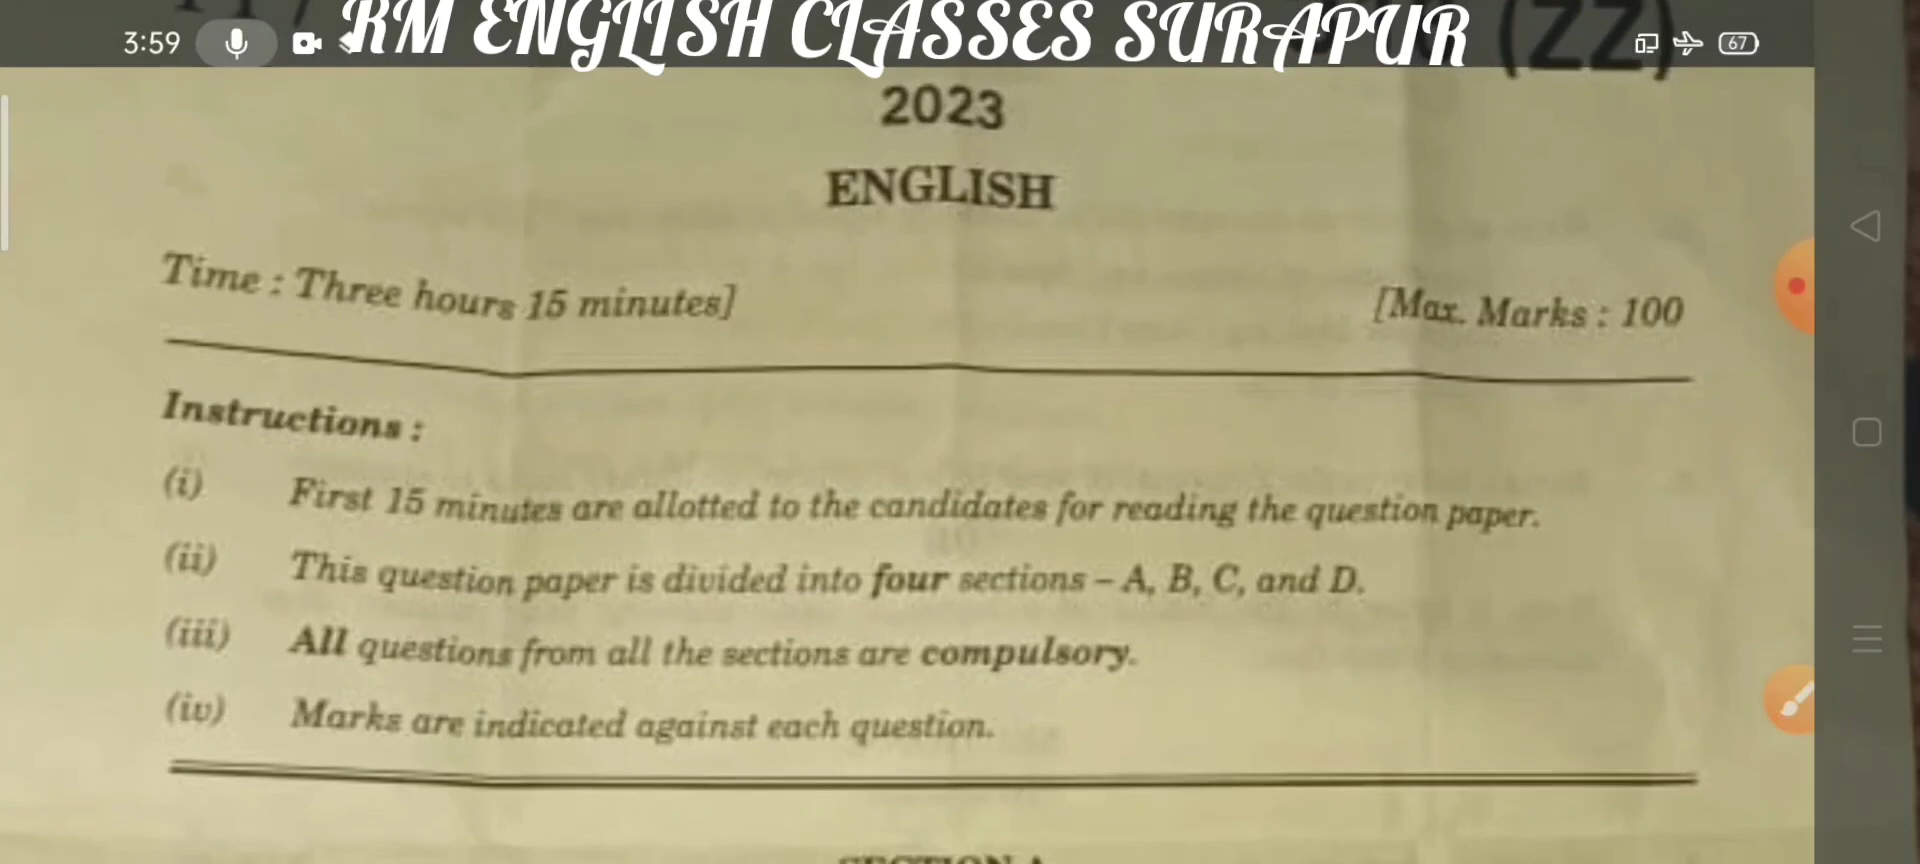 RM ENGLISH CLASSES SURAPUR
3:59
67
(ZZ)
2023
ENGLISH
Time : Three hours 15 minutes]
[Max. Marks : 100
Instructions :
(i) First 15 minutes are allotted to the candidates for reading the question paper.
(ii) This question paper is divided into four sections – A, B, C, and D.
(iii) All questions from all the sections are compulsory.
(iv) Marks are indicated against each question.